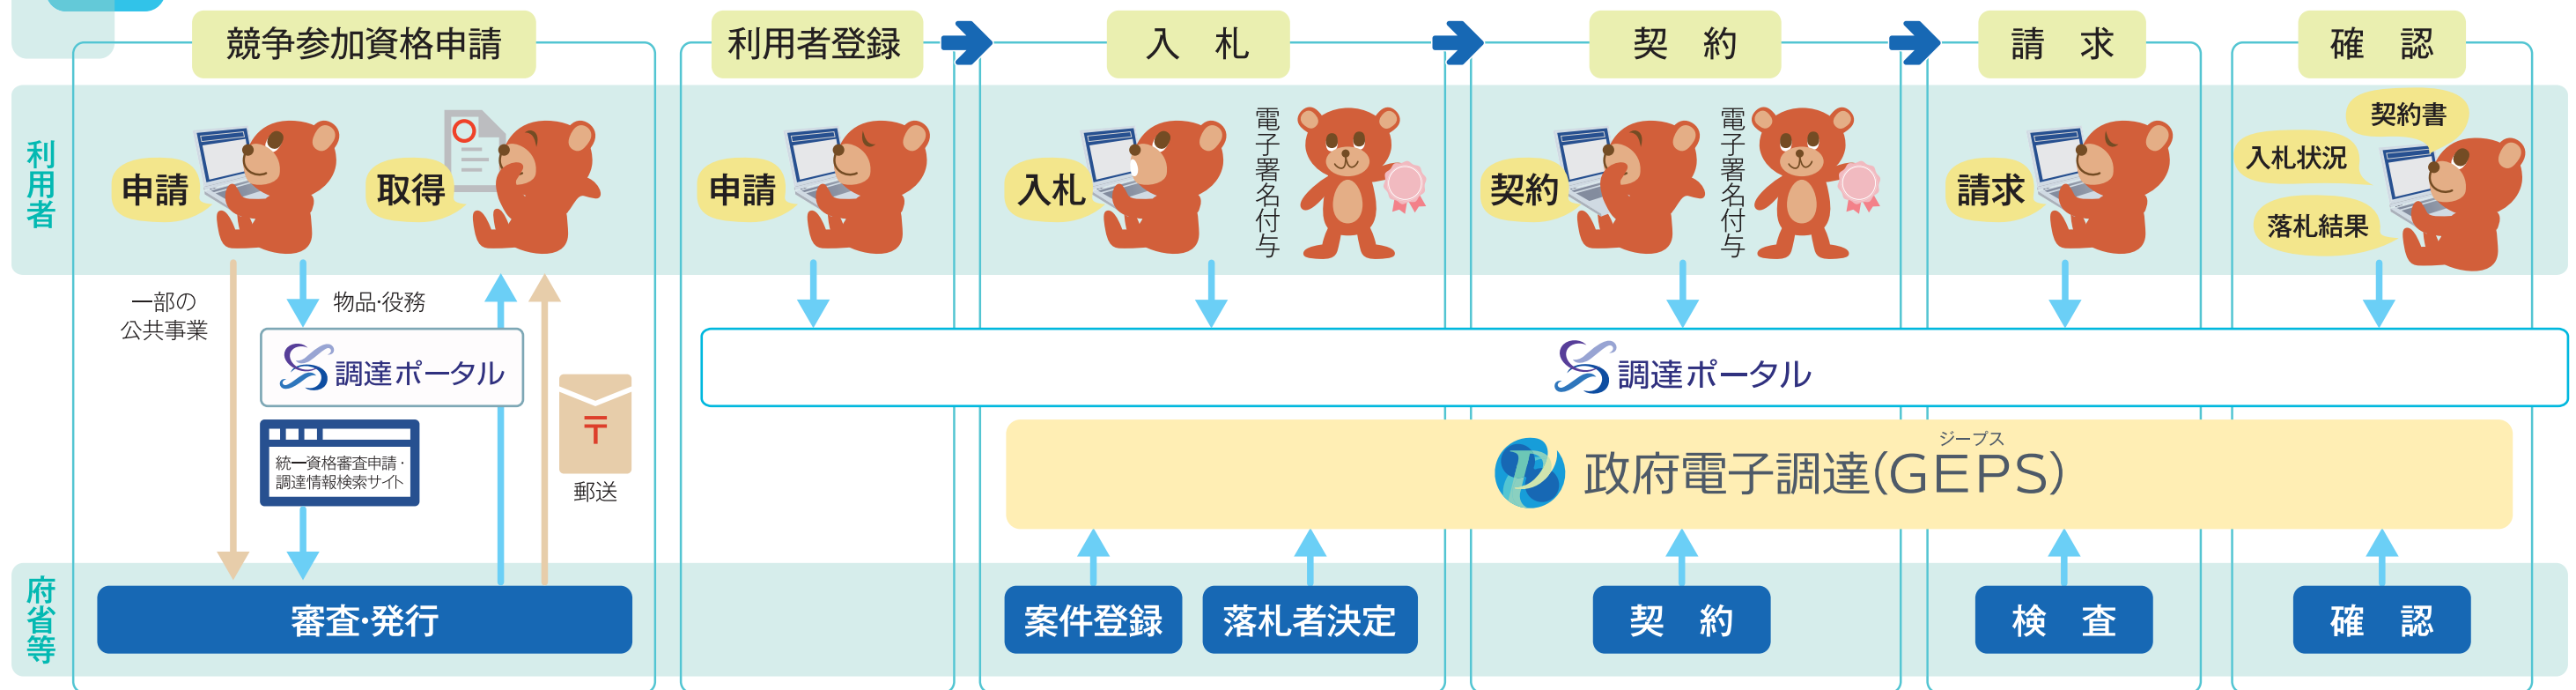 競争参加資格申請
利用者登録
入　札
契　約
請　求
確　認
利用者
申請
取得
申請
入札
電子署名付与
契約
電子署名付与
請求
契約書
入札状況
落札結果
一部の
公共事業
物品・役務
調達ポータル
調達ポータル
統一資格審査申請・
調達情報検索サイト
〒
郵送
ジープス
政府電子調達(GEPS)
府省等
審査・発行
案件登録
落札者決定
契　約
検　査
確　認